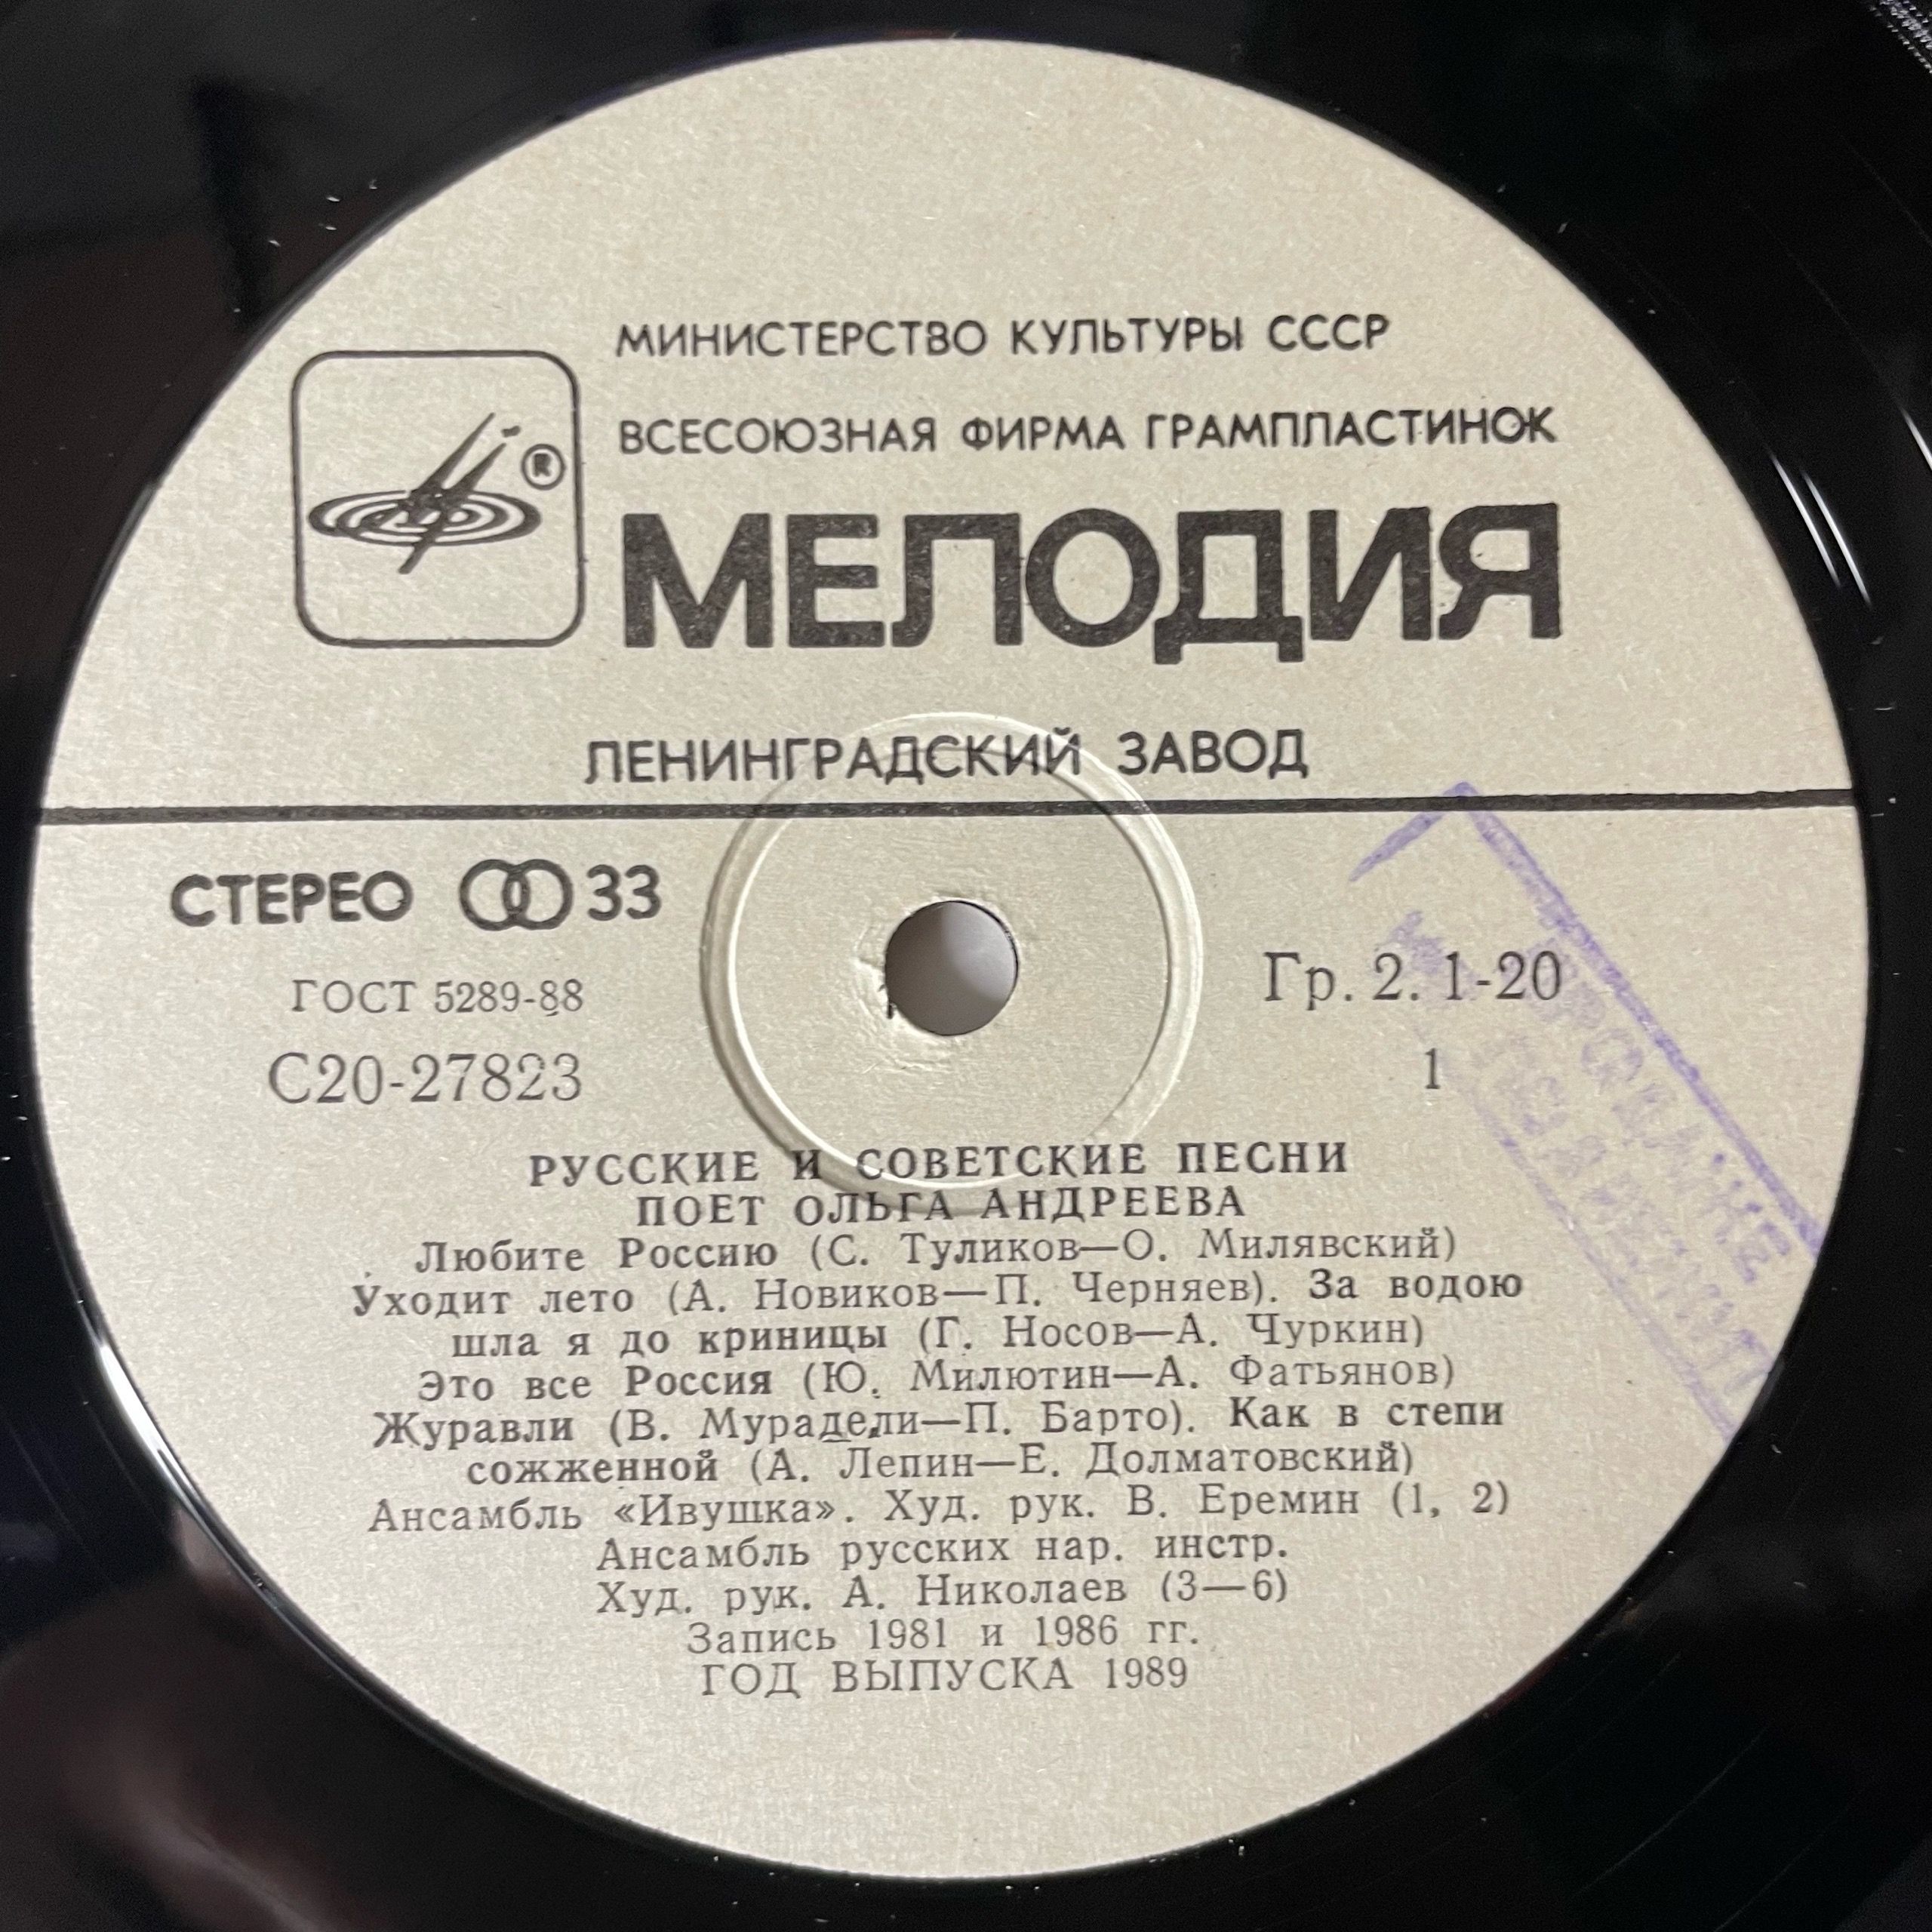 МИНИСТЕРСТВО КУЛЬТУРЫ СССР
ВСЕСОЮЗНАЯ ФИРМА ГРАМПЛАСТИНОК
®
МЕЛОДИЯ
ЛЕНИНГРАДСКИЙ ЗАВОД
СТЕРЕО 33
ГОСТ 5289-88
Гр. 2. 1-20
С20-27823
1
РУССКИЕ И СОВЕТСКИЕ ПЕСНИ
ПОЕТ ОЛЬГА АНДРЕЕВА
Любите Россию (С. Туликов—О. Милявский)
Уходит лето (А. Новиков—П. Черняев). За водою
шла я до криницы (Г. Носов—А. Чуркин)
Это все Россия (Ю. Милютин—А. Фатьянов)
Журавли (В. Мурадели—П. Барто). Как в степи
сожженной (А. Лепин—Е. Долматовский)
Ансамбль «Ивушка». Худ. рук. В. Еремин (1, 2)
Ансамбль русских нар. инстр.
Худ. рук. А. Николаев (3—6)
Запись 1981 и 1986 гг.
ГОД ВЫПУСКА 1989
ПРОДАЖЕ